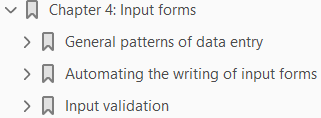 Chapter 4: Input forms
General patterns of data entry
Automating the writing of input forms
Input validation